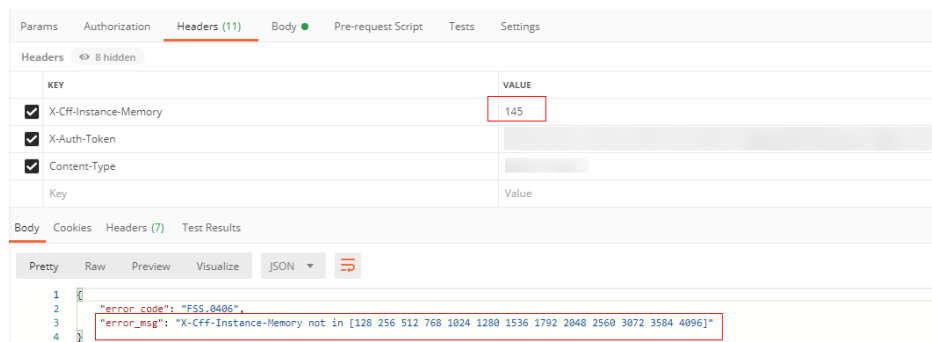 Params Authorization Headers (11) Body Pre-request Script Tests Settings
Headers 8 hidden
KEY VALUE
X-Cff-Instance-Memory 145
X-Auth-Token
Content-Type
Key Value
Body Cookies Headers (7) Test Results
Pretty Raw Preview Visualize JSON
1 {
2 "error_code": "FSS.0406",
3 "error_msg": "X-Cff-Instance-Memory not in [128 256 512 768 1024 1280 1536 1792 2048 2560 3072 3584 4096]"
4 }